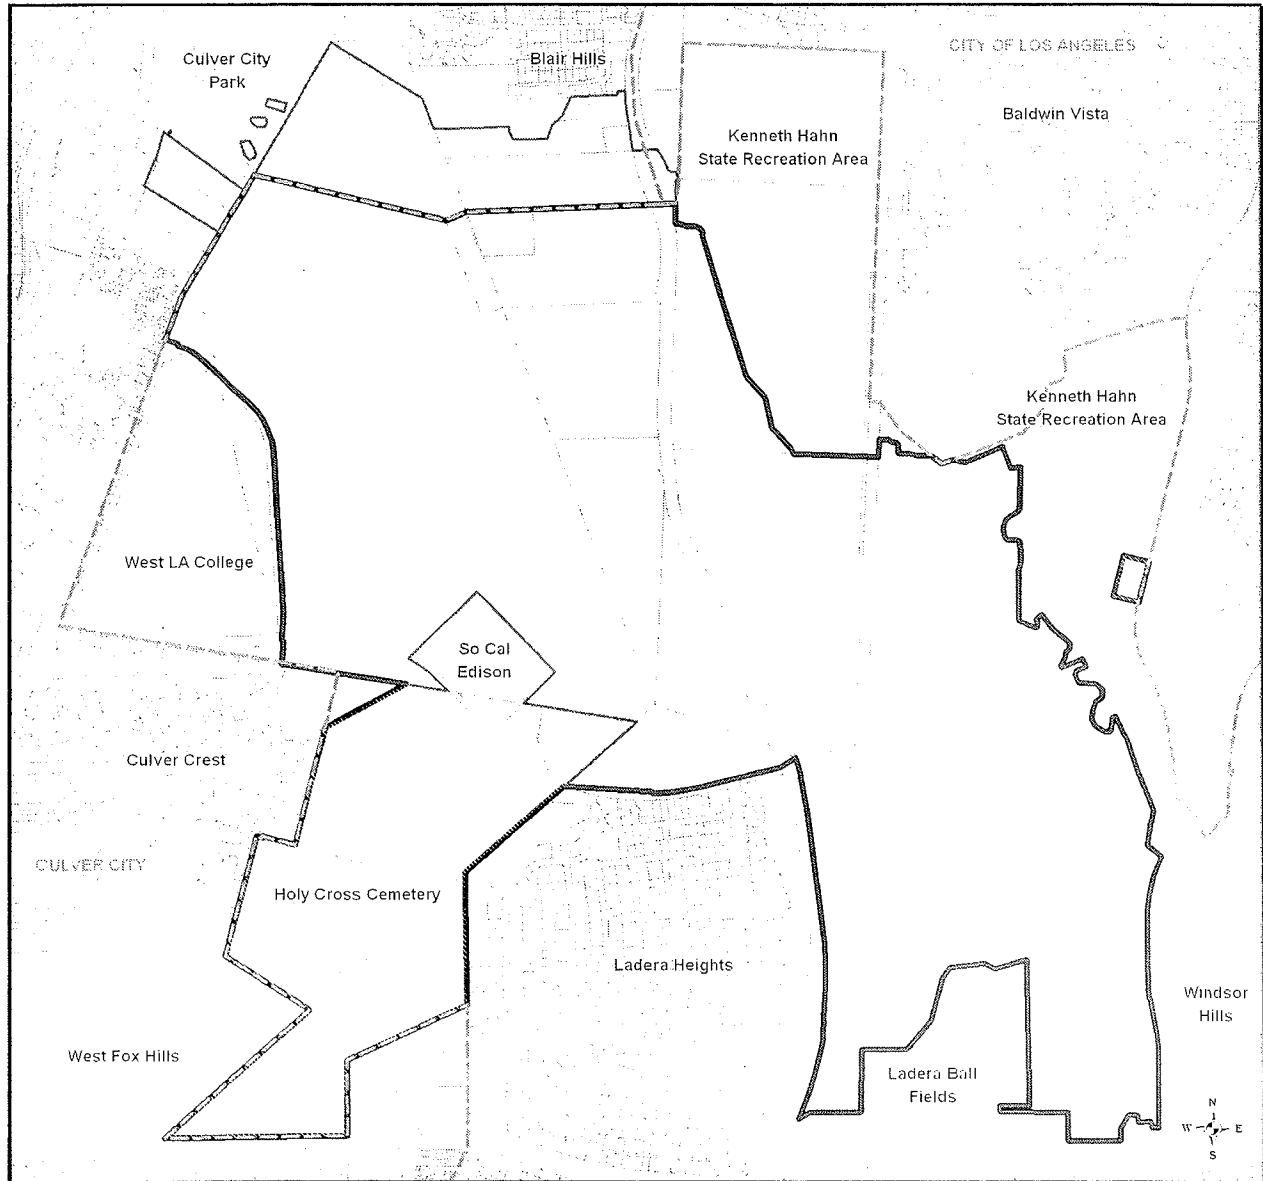 CITY OF LOS ANGELES
Culver City
Park
Blair Hills
Baldwin Vista
Kenneth Hahn
State Recreation Area
Kenneth Hahn
State Recreation Area
West LA College
So Cal
Edison
Culver Crest
CULVER CITY
Holy Cross Cemetery
Ladera Heights
Windsor
Hills
West Fox Hills
Ladera Ball
Fields
N
W E
S